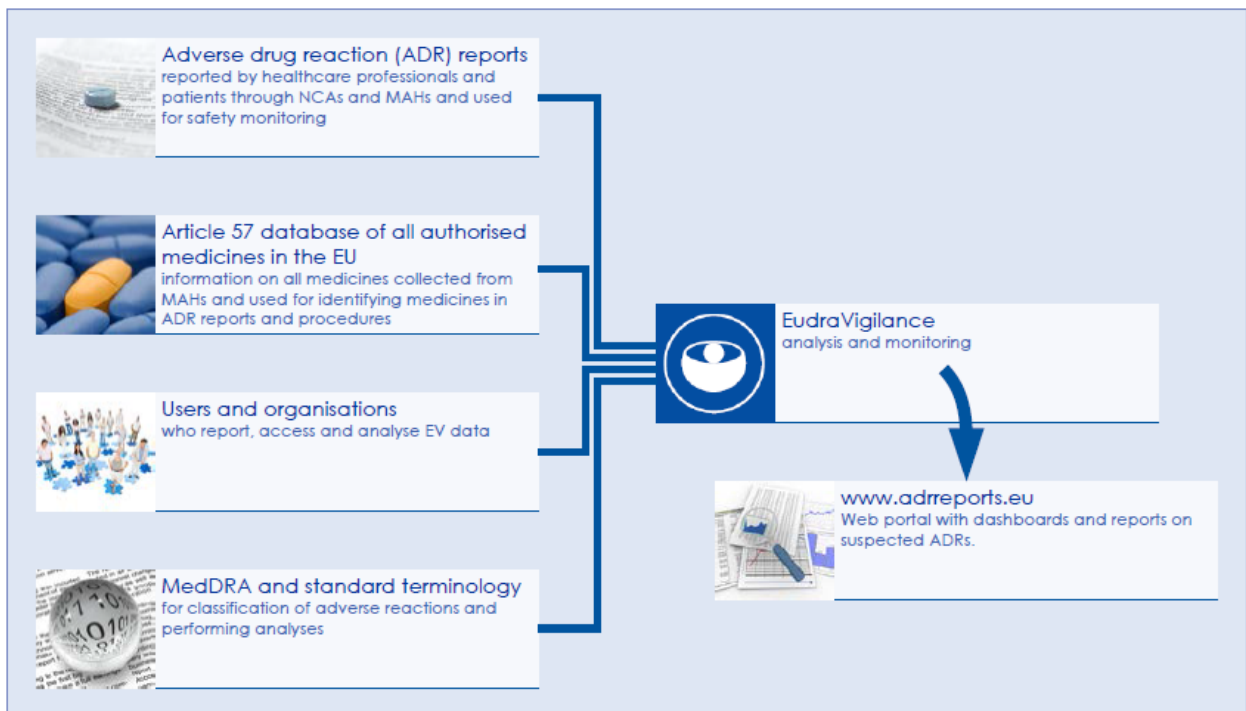 Adverse drug reaction (ADR) reports
reported by healthcare professionals and
patients through NCAs and MAHs and used
for safety monitoring
Article 57 database of all authorised
medicines in the EU
information on all medicines collected from
MAHs and used for identifying medicines in
ADR reports and procedures
Users and organisations
who report, access and analyse EV data
MedDRA and standard terminology
for classification of adverse reactions and
performing analyses
EudraVigilance
analysis and monitoring
www.adrreports.eu
Web portal with dashboards and reports on
suspected ADRs.